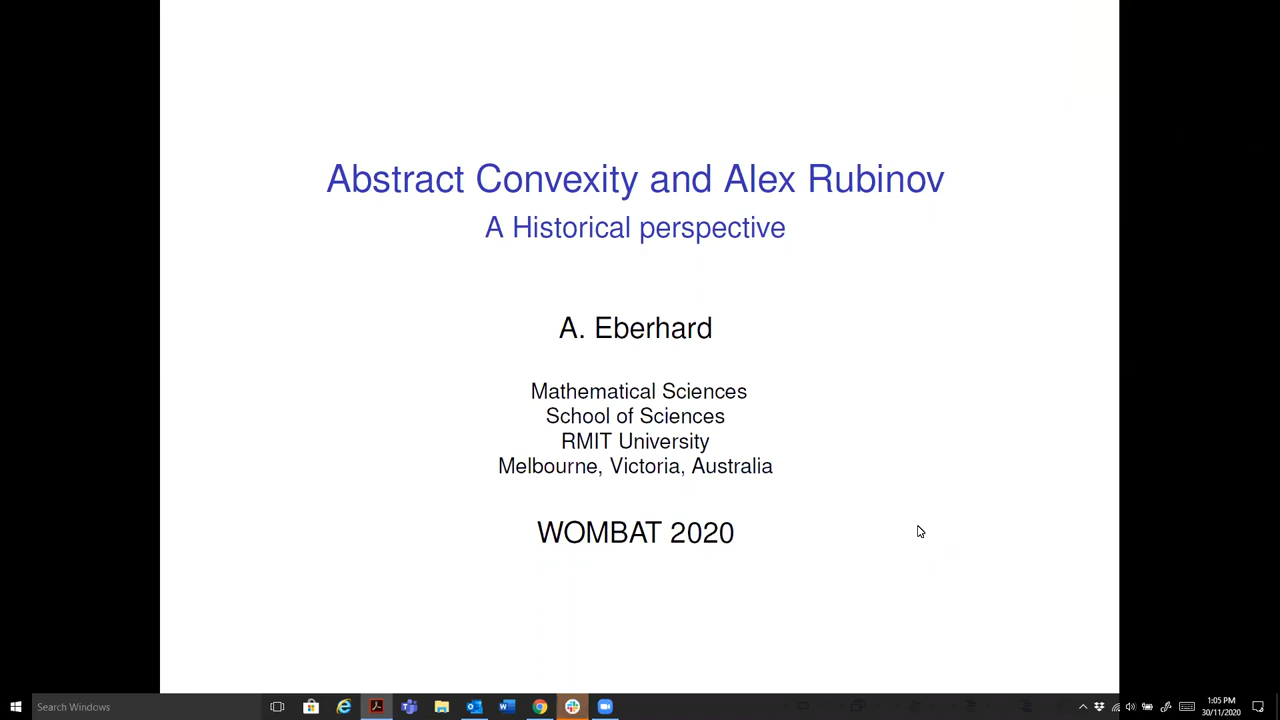 Abstract Convexity and Alex Rubinov
A Historical perspective
A. Eberhard
Mathematical Sciences
School of Sciences
RMIT University
Melbourne, Victoria, Australia
WOMBAT 2020
Search Windows
1:05 PM
30/11/2020